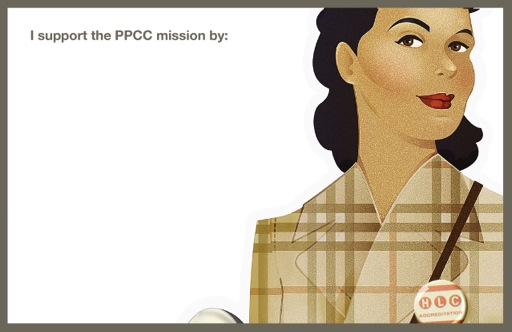 I support the PPCC mission by:
HLC
ACCREDITATION